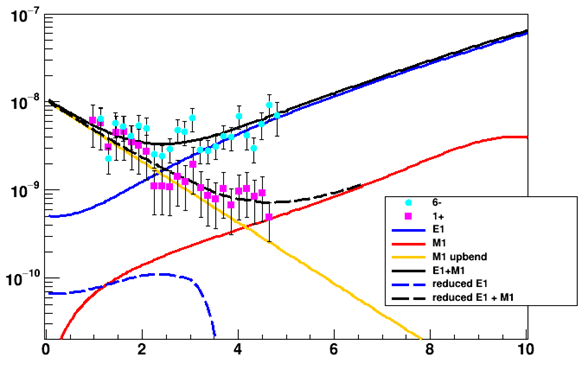 10⁻⁷
10⁻⁸
10⁻⁹
10⁻¹⁰
0 2 4 6 8 10
6-
1+
E1
M1
M1 upbend
E1+M1
reduced E1
reduced E1 + M1